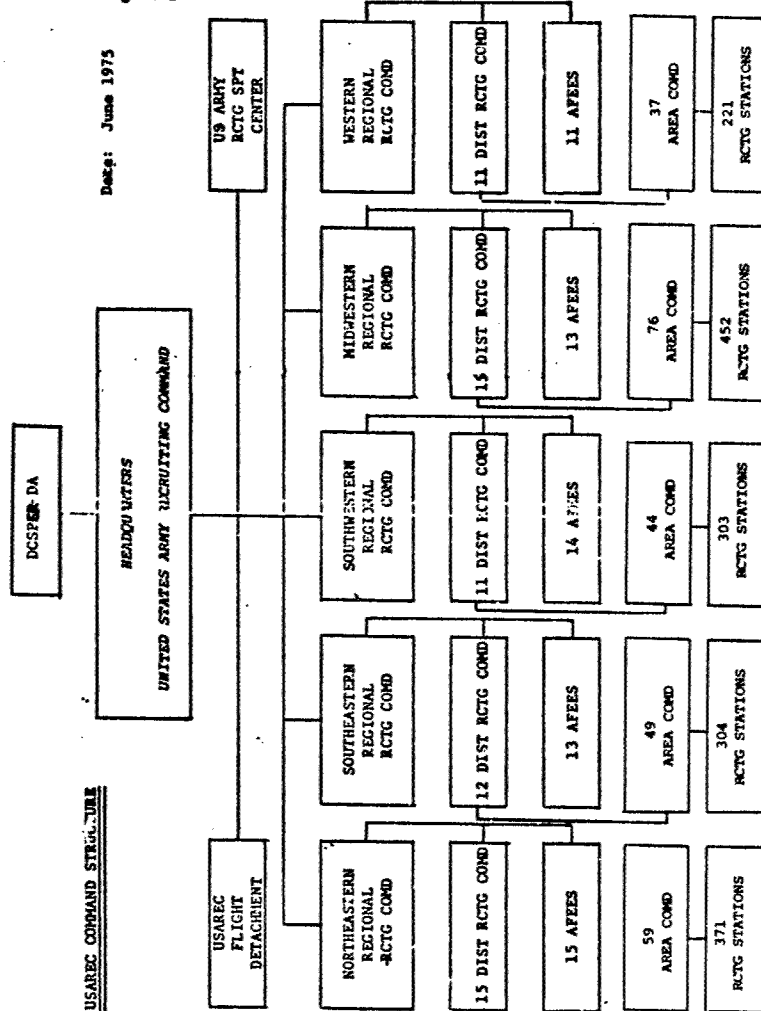 USAREC COMMAND STRUCTURE
Date: June 1975
DCSPER-DA
HEADQUARTERS
UNITED STATES ARMY RECRUITING COMMAND
USAREC
FLIGHT
DETACHMENT
US ARMY
RCTG SPT
CENTER
NORTHEASTERN
REGIONAL
RCTG COMD
SOUTHEASTERN
REGIONAL
RCTG COMD
SOUTHWESTERN
REGIONAL
RCTG COMD
MIDWESTERN
REGIONAL
RCTG COMD
WESTERN
REGIONAL
RCTG COMD
15 DIST RCTG COMD
12 DIST RCTG COMD
11 DIST RCTG COMD
15 DIST RCTG COMD
11 DIST RCTG COMD
15 AFEES
13 AFEES
14 AFEES
13 AFEES
11 AFEES
59
AREA COMD
49
AREA COMD
44
AREA COMD
76
AREA COMD
37
AREA COMD
371
RCTG STATIONS
304
RCTG STATIONS
303
RCTG STATIONS
452
RCTG STATIONS
221
RCTG STATIONS